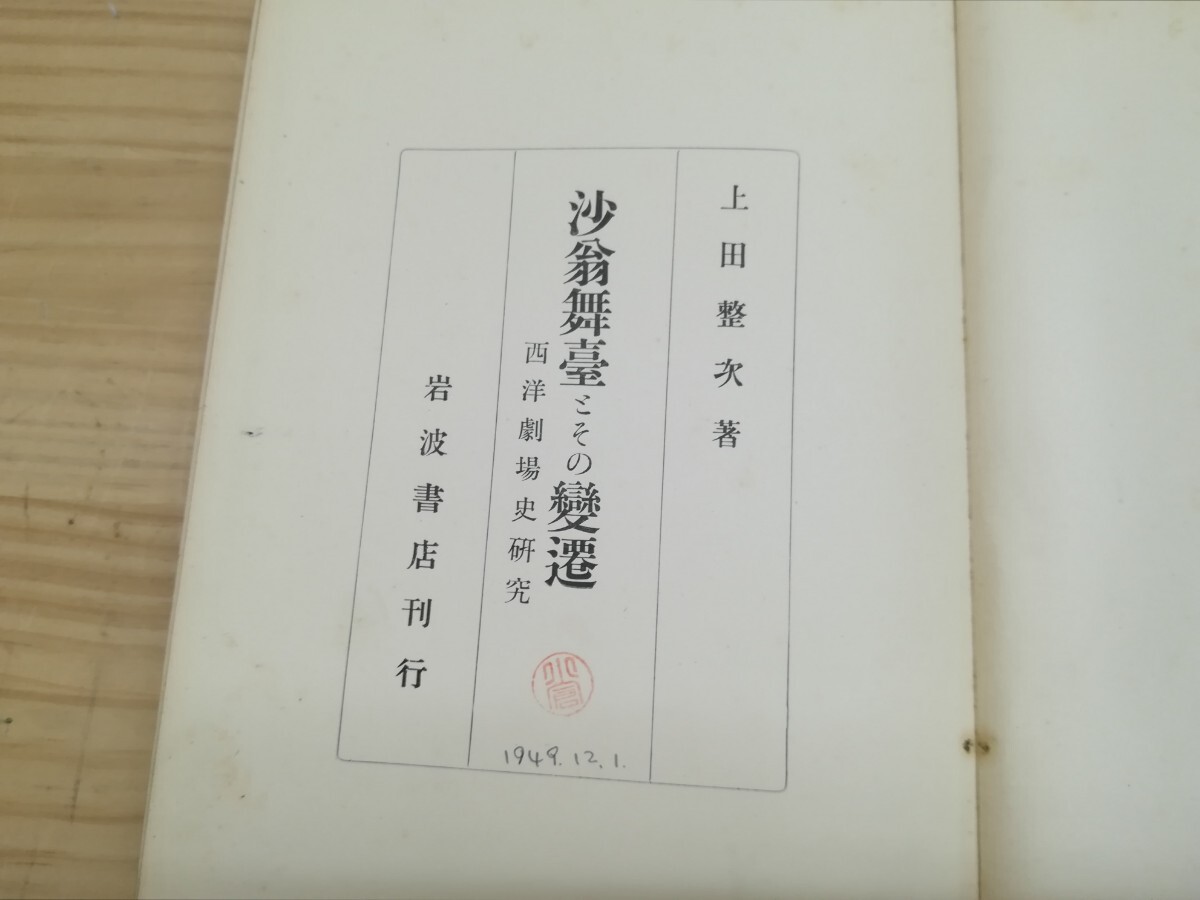 上田整次著
沙翁舞臺とその變遷
西洋劇場史硏究
岩波書店刊行
1949.12.1.